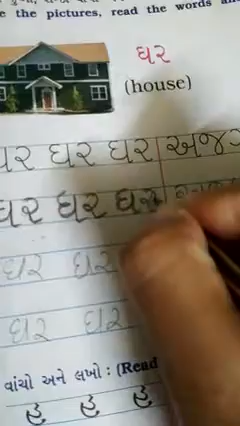 the pictures, read the words
ઘર
(house)
ઘર ઘર ઘર
ઘર ઘર ઘર
ઘર ઘર
ઘર ઘર
વાંચો અને લખો : (Read
હ હ હ